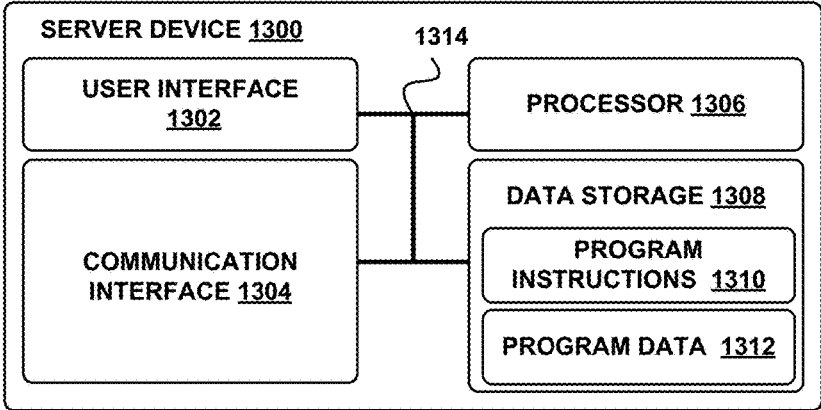 SERVER DEVICE 1300
1314
USER INTERFACE
1302
PROCESSOR 1306
COMMUNICATION
INTERFACE 1304
DATA STORAGE 1308
PROGRAM
INSTRUCTIONS 1310
PROGRAM DATA 1312